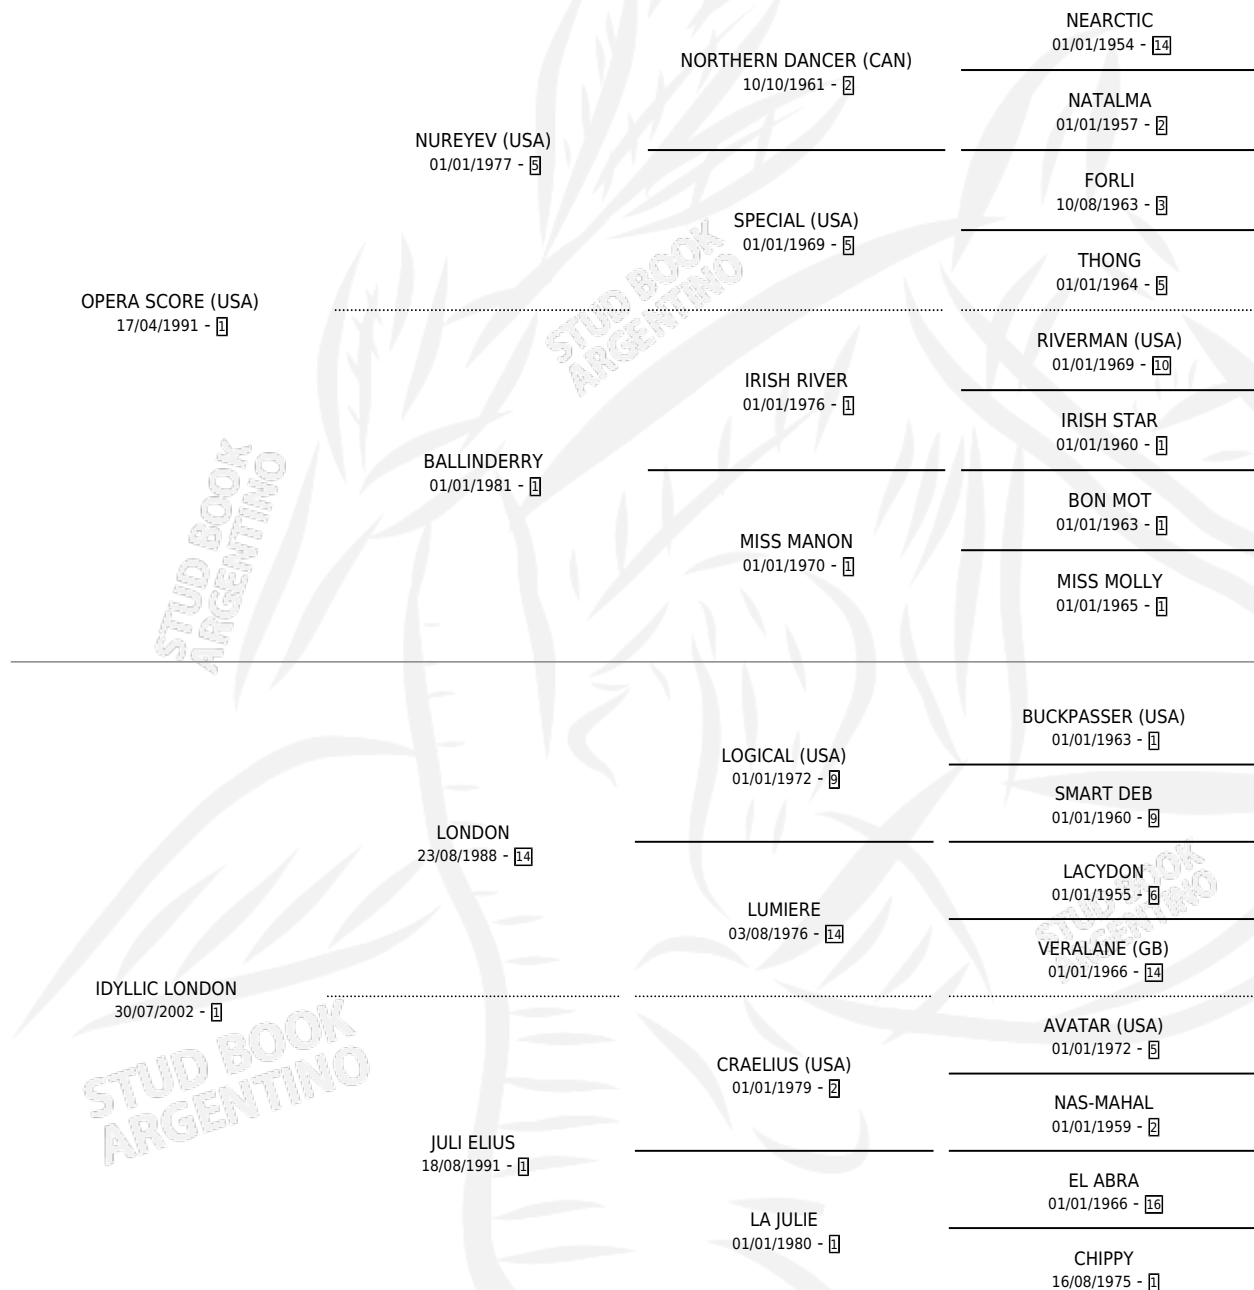 NEARCTIC
01/01/1954 - 14
NORTHERN DANCER (CAN)
10/10/1961 - 2
NATALMA
01/01/1957 - 2
NUREYEV (USA)
01/01/1977 - 5
FORLI
10/08/1963 - 3
SPECIAL (USA)
01/01/1969 - 5
THONG
01/01/1964 - 5
OPERA SCORE (USA)
17/04/1991 - 1
STUD BOOK
ARGENTINO
RIVERMAN (USA)
01/01/1969 - 10
IRISH RIVER
01/01/1976 - 1
IRISH STAR
01/01/1960 - 1
BALLINDERRY
01/01/1981 - 1
BON MOT
01/01/1963 - 1
MISS MANON
01/01/1970 - 1
MISS MOLLY
01/01/1965 - 1
STUD BOOK
ARGENTINO
BUCKPASSER (USA)
01/01/1963 - 1
LOGICAL (USA)
01/01/1972 - 9
SMART DEB
01/01/1960 - 9
LONDON
23/08/1988 - 14
LACYDON
01/01/1955 - 6
LUMIERE
03/08/1976 - 14
VERALANE (GB)
01/01/1966 - 14
STUD BOOK
ARGENTINO
IDYLLIC LONDON
30/07/2002 - 1
AVATAR (USA)
01/01/1972 - 5
CRAELIUS (USA)
01/01/1979 - 2
NAS-MAHAL
01/01/1959 - 2
STUD BOOK
ARGENTINO
JULI ELIUS
18/08/1991 - 1
EL ABRA
01/01/1966 - 16
LA JULIE
01/01/1980 - 1
CHIPPY
16/08/1975 - 1